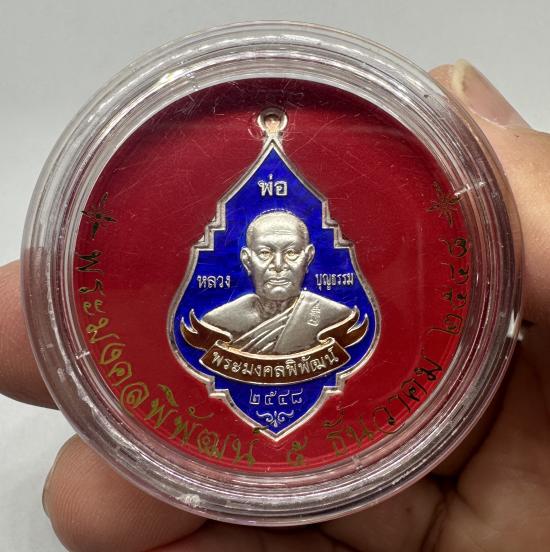 พ่อ
หลวง บุญธรรม
พระมงคลพิพัฒน์
๒๕๔๘
พระมงคลพิพัฒน์ ๕ ธันวาคม ๒๕๔๘